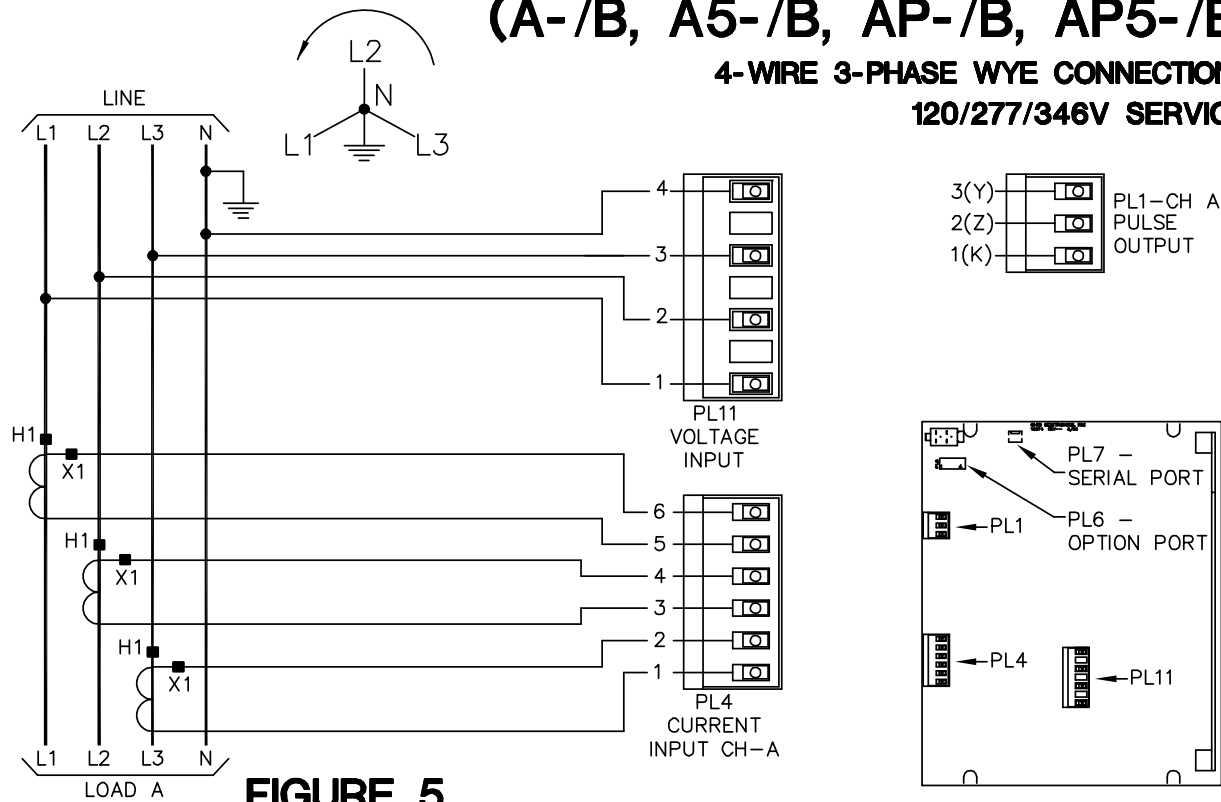 (A-/B, A5-/B, AP-/B, AP5-/B
4-WIRE 3-PHASE WYE CONNECTION
120/277/346V SERVIC
LINE
L1 L2 L3 N
L2
N
L1 L3
4
3
2
1
PL11
VOLTAGE
INPUT
3(Y)
2(Z)
1(K)
PL1-CH A
PULSE
OUTPUT
H1
X1
H1
X1
H1
X1
6
5
4
3
2
1
PL4
CURRENT
INPUT CH-A
PL7 -
SERIAL PORT
PL6 -
OPTION PORT
PL1
PL4
PL11
L1 L2 L3 N
LOAD A
FIGURE 5